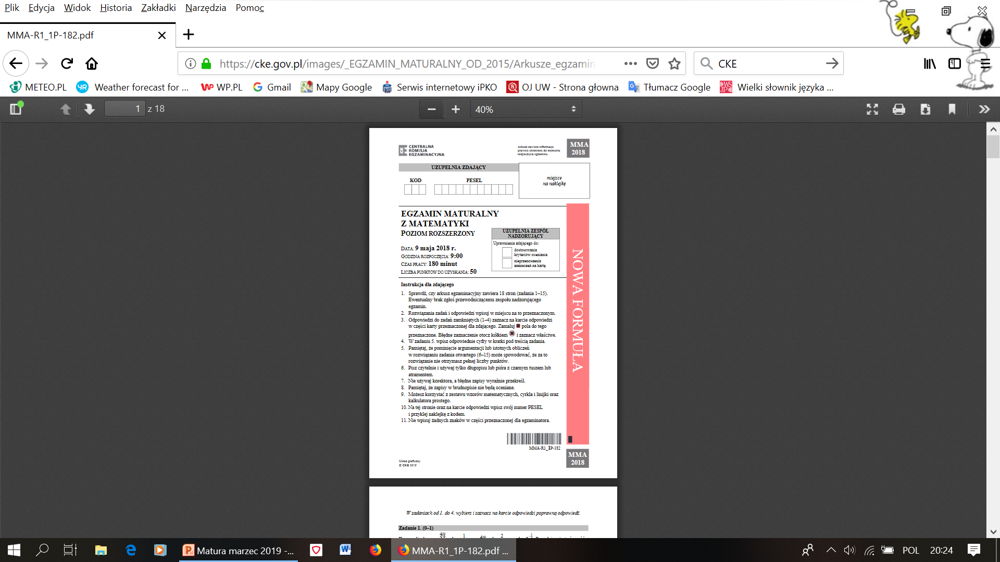 Plik Edycja Widok Historia Zakładki Narzędzia Pomoc
MMA-R1_1P-182.pdf
https://cke.gov.pl/images/_EGZAMIN_MATURALNY_OD_2015/Arkusze_egzamin
CKE
METEO.PL Weather forecast for ... WP.PL Gmail Mapy Google Serwis internetowy iPKO OJ UW - Strona głowna Tłumacz Google Wielki słownik języka ...
1 z 18
40%
CENTRALNA
KOMISJA
EGZAMINACYJNA
Arkusz zawiera informacje
prawnie chronione do momentu
rozpoczęcia egzaminu.
MMA
2018
UZUPEŁNIA ZDAJĄCY
KOD PESEL
miejsce
na naklejkę
EGZAMIN MATURALNY
Z MATEMATYKI
POZIOM ROZSZERZONY
DATA: 9 maja 2018 r.
GODZINA ROZPOCZĘCIA: 9:00
CZAS PRACY: 180 minut
LICZBA PUNKTÓW DO UZYSKANIA: 50
UZUPEŁNIA ZESPÓŁ
NADZORUJĄCY
Uprawnienia zdającego do:
dostosowania
kryteriów oceniania
nieprzenoszenia
zaznaczeń na kartę
NOWA FORMUŁA
Instrukcja dla zdającego
1. Sprawdź, czy arkusz egzaminacyjny zawiera 18 stron (zadania 1–15).
Ewentualny brak zgłoś przewodniczącemu zespołu nadzorującego
egzamin.
2. Rozwiązania zadań i odpowiedzi wpisuj w miejscu na to przeznaczonym.
3. Odpowiedzi do zadań zamkniętych (1–4) zaznacz na karcie odpowiedzi
w części karty przeznaczonej dla zdającego. Zamaluj ■ pola do tego
przeznaczone. Błędne zaznaczenie otocz kółkiem i zaznacz właściwe.
4. W zadaniu 5. wpisz odpowiednie cyfry w kratki pod treścią zadania.
5. Pamiętaj, że pominięcie argumentacji lub istotnych obliczeń
w rozwiązaniu zadania otwartego (6–15) może spowodować, że za to
rozwiązanie nie otrzymasz pełnej liczby punktów.
6. Pisz czytelnie i używaj tylko długopisu lub pióra z czarnym tuszem lub
atramentem.
7. Nie używaj korektora, a błędne zapisy wyraźnie przekreśl.
8. Pamiętaj, że zapisy w brudnopisie nie będą oceniane.
9. Możesz korzystać z zestawu wzorów matematycznych, cyrkla i linijki oraz
kalkulatora prostego.
10. Na tej stronie oraz na karcie odpowiedzi wpisz swój numer PESEL
i przyklej naklejkę z kodem.
11. Nie wpisuj żadnych znaków w części przeznaczonej dla egzaminatora.
MMA-R1_1P-182
Układ graficzny
© CKE 2015
MMA
2018
W zadaniach od 1. do 4. wybierz i zaznacz na karcie odpowiedzi poprawną odpowiedź.
Zadanie 1. (0–1)
Matura marzec 2019 -... MMA-R1_1P-182.pdf ... POL 20:24